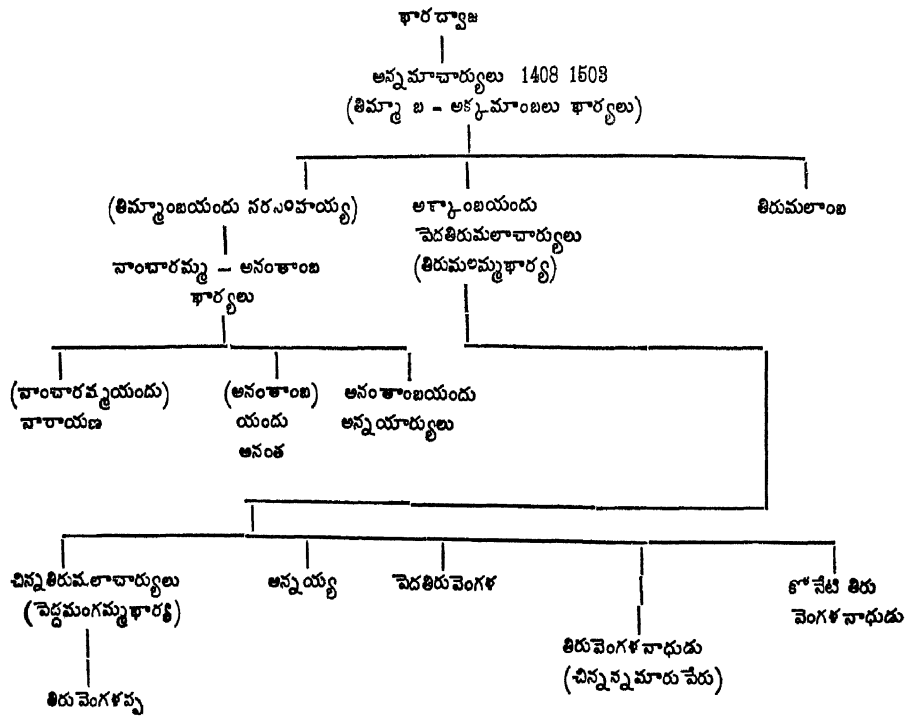 భారద్వాజ
అన్నమాచార్యులు 1408 1503
(తిమ్మా బ - అక్కమాంబలు భార్యలు)
(తిమ్మాంబయందు నరసింహయ్య)
నాంచారమ్మ - అనంతాంబ
భార్యలు
అక్కాంబయందు
పెదతిరుమలాచార్యులు
(తిరుమలమ్మభార్య)
తిరుమలాంబ
(నాంచారమ్మయందు)
నారాయణ
(అనంతాంబ)
యందు
అనంత
అనంతాంబయందు
అన్నయార్యులు
చిన్నతిరుమలాచార్యులు
(పెద్దమంగమ్మభార్య)
తిరువెంగళప్ప
అన్నయ్య
పెదతిరువెంగళ
తిరువెంగళనాధుడు
(చిన్నన్నమారుపేరు)
కోనేటి తిరు
వెంగళనాధుడు